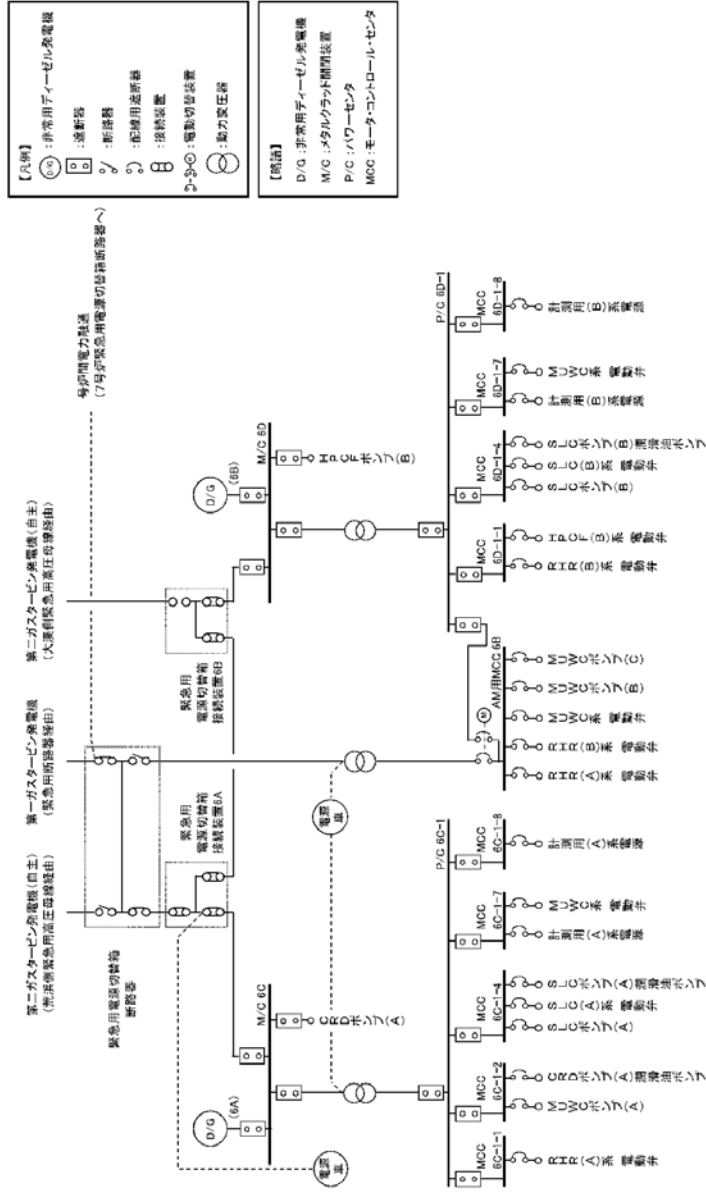 【凡例】
D/G :非常用ディーゼル発電機
:遮断器
:断路器
:配線用遮断器
:接続装置
:電動切替装置
:動力変圧器
【略語】
D/G :非常用ディーゼル発電機
M/C :メタルクラッド開閉装置
P/C :パワーセンタ
MCC :モータ・コントロール・センタ
第二ガスタービン発電機(自主)
(荒浜側緊急用高圧母線経由)
第一ガスタービン発電機
(緊急用断路器経由)
第二ガスタービン発電機(自主)
(大湊側緊急用高圧母線経由)
号炉間電力融通
(7号炉緊急用電源切替箱断路器へ)
緊急用電源切替箱
断路器
緊急用
電源切替箱
接続装置6A
緊急用
電源切替箱
接続装置6B
D/G
(6A)
M/C 6C
CRDポンプ(A)
電源
車
電源
車
D/G
(6B)
M/C 6D
HPCFポンプ(B)
P/C 6C-1
MCC
6C-1-1
RHR(A)系 電動弁
MCC
6C-1-2
MUWCポンプ(A)
CRDポンプ(A)潤滑油ポンプ
MCC
6C-1-4
SLCポンプ(A)
SLC(A)系 電動弁
SLCポンプ(A)潤滑油ポンプ
MCC
6C-1-7
計測用(A)系電源
MUWC系 電動弁
MCC
6C-1-8
計測用(A)系電源
M
AM用MCC 6B
RHR(A)系 電動弁
RHR(B)系 電動弁
MUWC系 電動弁
MUWCポンプ(B)
MUWCポンプ(C)
P/C 6D-1
MCC
6D-1-1
RHR(B)系 電動弁
HPCF(B)系 電動弁
MCC
6D-1-4
SLCポンプ(B)
SLC(B)系 電動弁
SLCポンプ(B)潤滑油ポンプ
MCC
6D-1-7
計測用(B)系電源
MUWC系 電動弁
MCC
6D-1-8
計測用(B)系電源